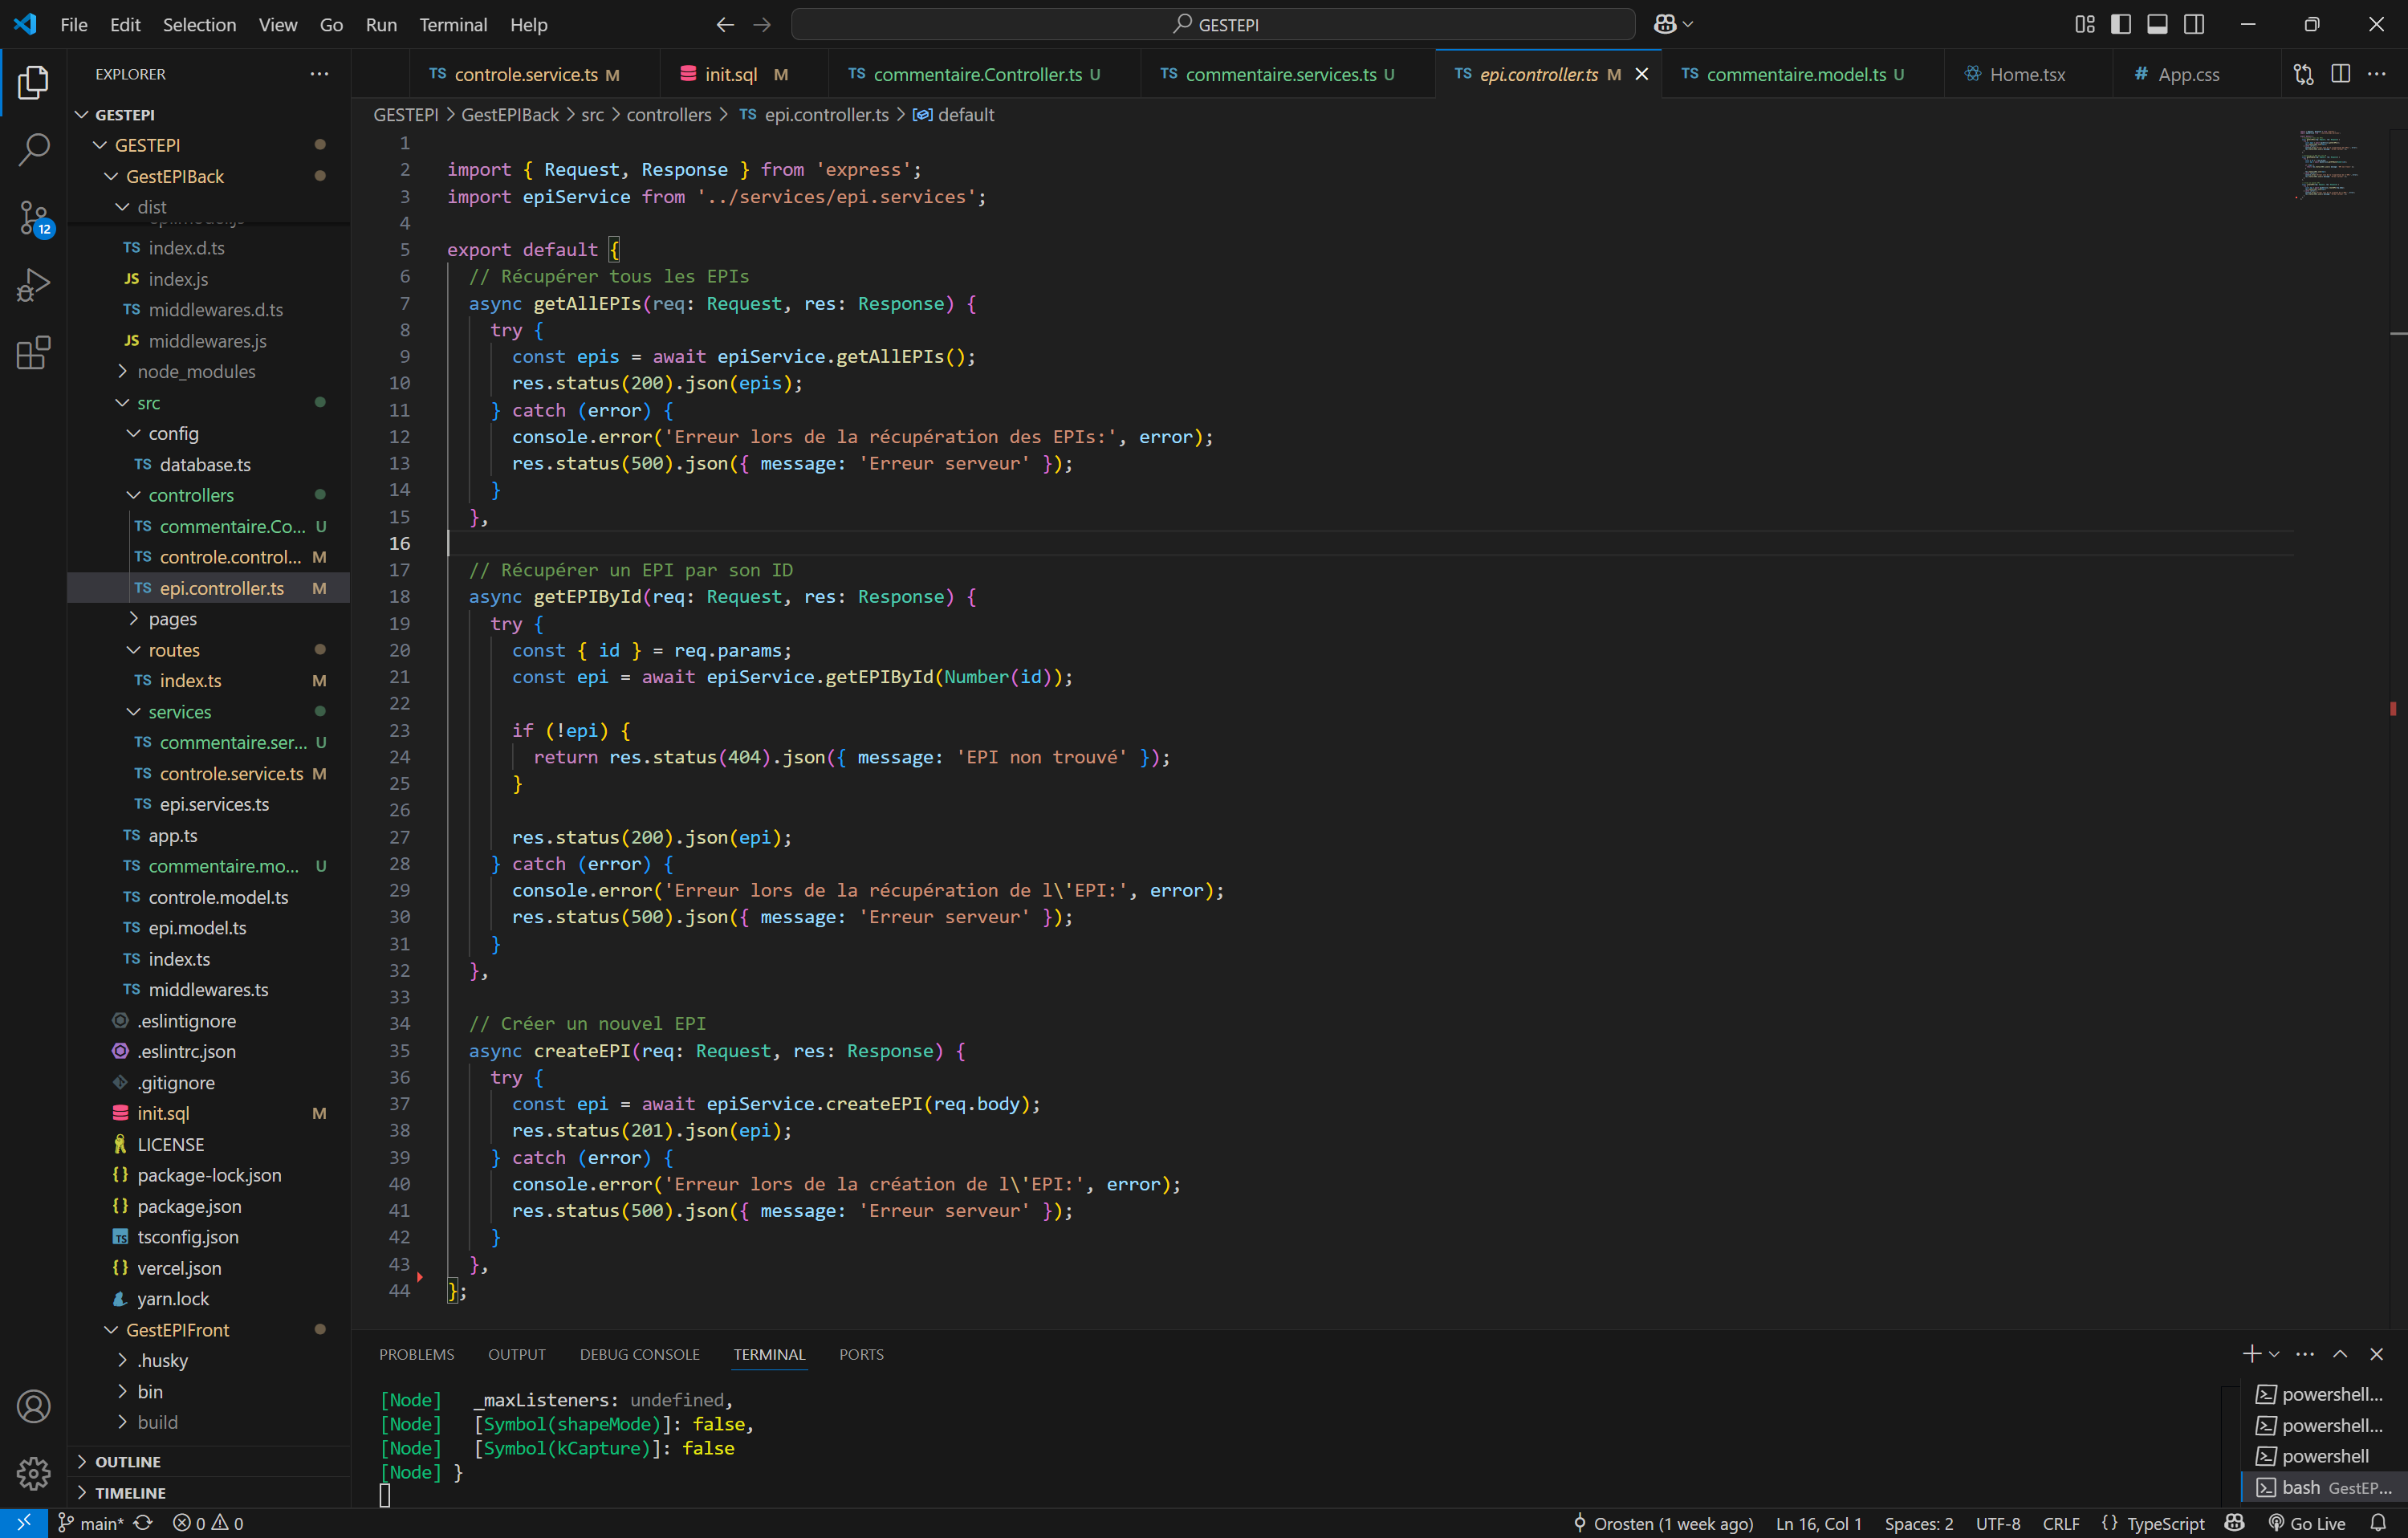 File Edit Selection View Go Run Terminal Help
GESTEPI
EXPLORER
controle.service.ts M
init.sql M
commentaire.Controller.ts U
commentaire.services.ts U
epi.controller.ts M
commentaire.model.ts U
Home.tsx
# App.css
GESTEPI > GestEPIBack > src > controllers > TS epi.controller.ts > default
GESTEPI
GESTEPI
GestEPIBack
dist
TS index.d.ts
JS index.js
TS middlewares.d.ts
JS middlewares.js
node_modules
src
config
TS database.ts
controllers
TS commentaire.Co... U
TS controle.control... M
TS epi.controller.ts M
pages
routes
TS index.ts M
services
TS commentaire.ser... U
TS controle.service.ts M
TS epi.services.ts
TS app.ts
TS commentaire.mo... U
TS controle.model.ts
TS epi.model.ts
TS index.ts
TS middlewares.ts
.eslintignore
.eslintrc.json
.gitignore
init.sql M
LICENSE
{} package-lock.json
{} package.json
tsconfig.json
{} vercel.json
yarn.lock
GestEPIFront
.husky
bin
build
OUTLINE
TIMELINE
12
1
2 import { Request, Response } from 'express';
3 import epiService from '../services/epi.services';
4
5 export default {
6 // Récupérer tous les EPIs
7 async getAllEPIs(req: Request, res: Response) {
8 try {
9 const epis = await epiService.getAllEPIs();
10 res.status(200).json(epis);
11 } catch (error) {
12 console.error('Erreur lors de la récupération des EPIs:', error);
13 res.status(500).json({ message: 'Erreur serveur' });
14 }
15 },
16
17 // Récupérer un EPI par son ID
18 async getEPIById(req: Request, res: Response) {
19 try {
20 const { id } = req.params;
21 const epi = await epiService.getEPIById(Number(id));
22
23 if (!epi) {
24 return res.status(404).json({ message: 'EPI non trouvé' });
25 }
26
27 res.status(200).json(epi);
28 } catch (error) {
29 console.error('Erreur lors de la récupération de l\'EPI:', error);
30 res.status(500).json({ message: 'Erreur serveur' });
31 }
32 },
33
34 // Créer un nouvel EPI
35 async createEPI(req: Request, res: Response) {
36 try {
37 const epi = await epiService.createEPI(req.body);
38 res.status(201).json(epi);
39 } catch (error) {
40 console.error('Erreur lors de la création de l\'EPI:', error);
41 res.status(500).json({ message: 'Erreur serveur' });
42 }
43 },
44 };
PROBLEMS OUTPUT DEBUG CONSOLE TERMINAL PORTS
[Node] _maxListeners: undefined,
[Node] [Symbol(shapeMode)]: false,
[Node] [Symbol(kCapture)]: false
[Node] }
powershell...
powershell...
powershell
bash GestEP...
main* 0 0 Orosten (1 week ago) Ln 16, Col 1 Spaces: 2 UTF-8 CRLF {} TypeScript Go Live